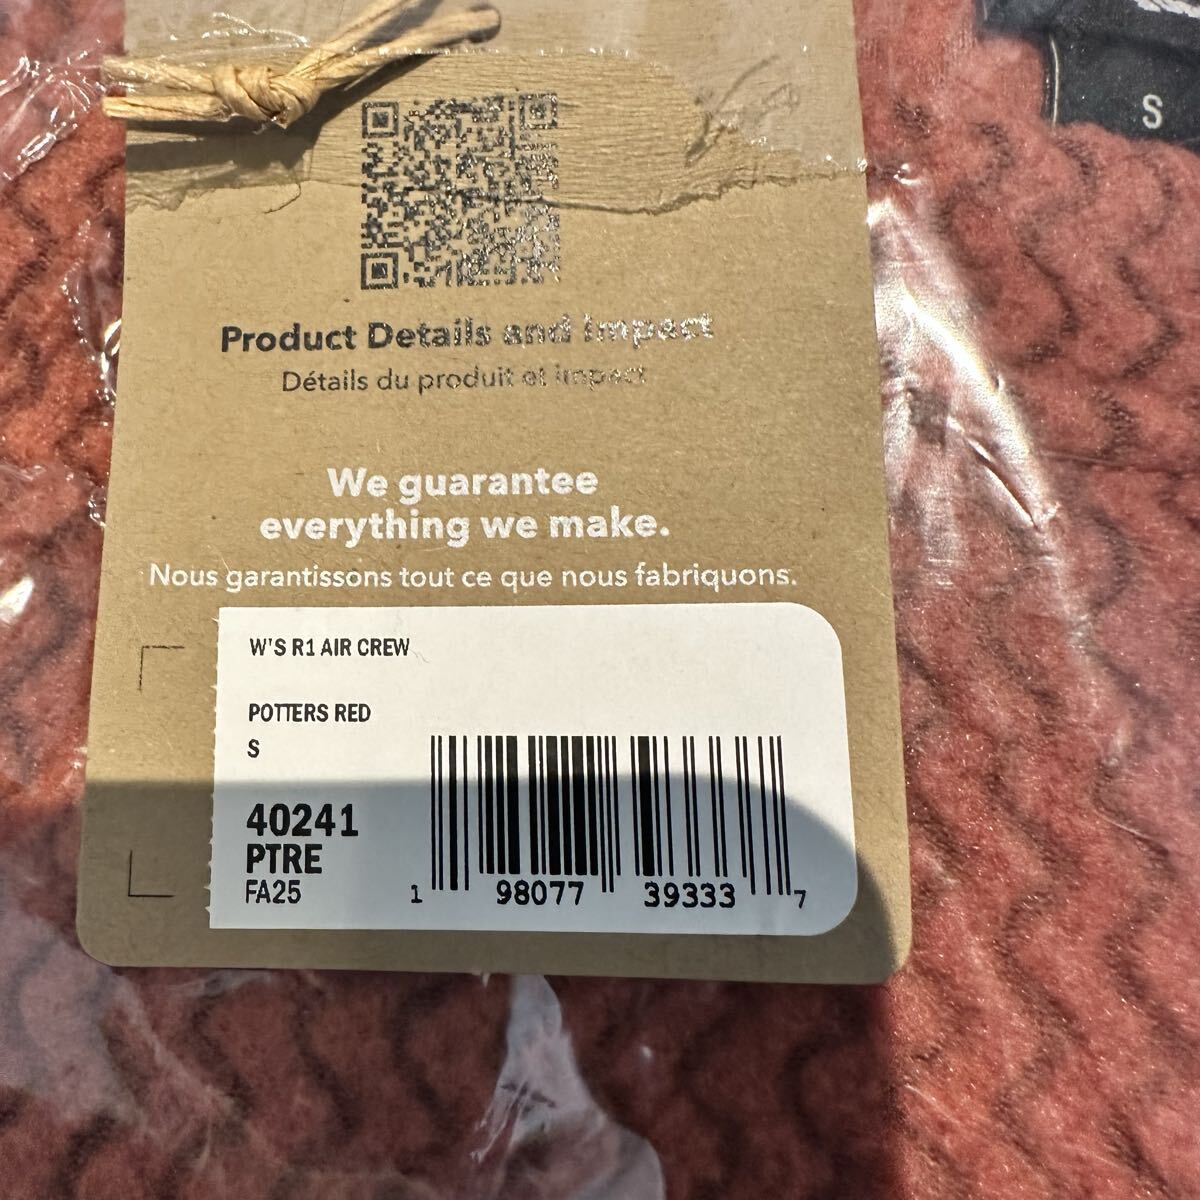 S
Product Details and Impact
Détails du produit et impact
We guarantee
everything we make.
Nous garantissons tout ce que nous fabriquons.
W'S R1 AIR CREW
POTTERS RED
S
40241
PTRE
FA25
1 98077 39333 7